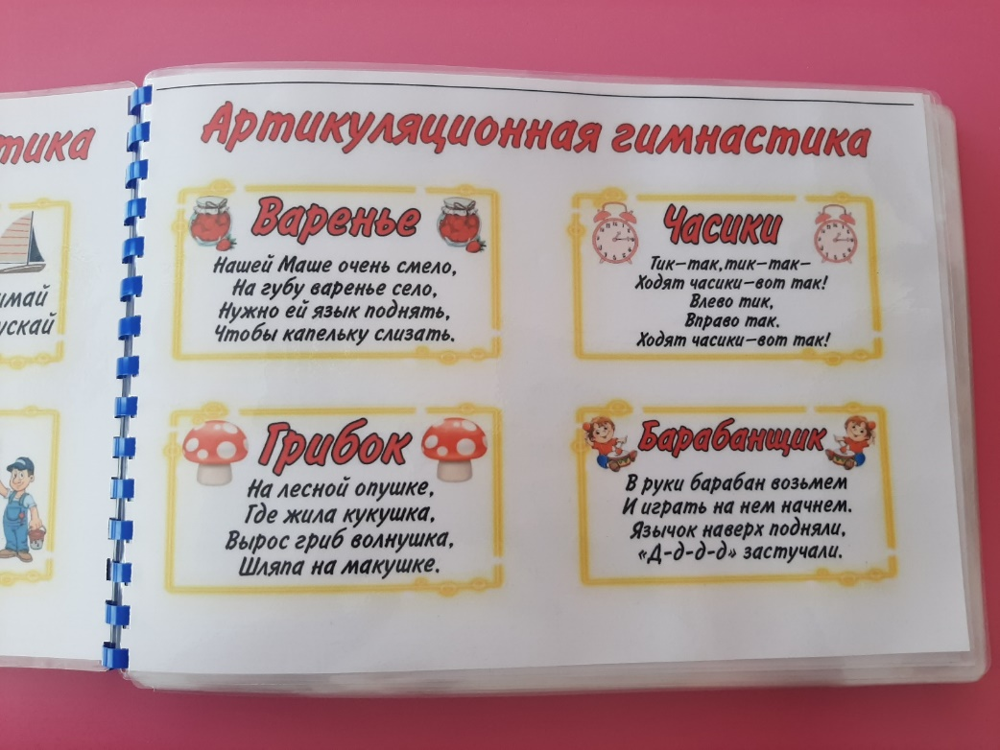 тика
имай
ускай
Артикуляционная гимнастика
Варенье
Нашей Маше очень смело,
На губу варенье село,
Нужно ей язык поднять,
Чтобы капельку слизать.
Часики
Тик–так,тик–так–
Ходят часики–вот так!
Влево тик,
Вправо так.
Ходят часики–вот так!
Грибок
На лесной опушке,
Где жила кукушка,
Вырос гриб волнушка,
Шляпа на макушке.
Барабанщик
В руки барабан возьмем
И играть на нем начнем.
Язычок наверх подняли,
«Д-д-д-д» застучали.